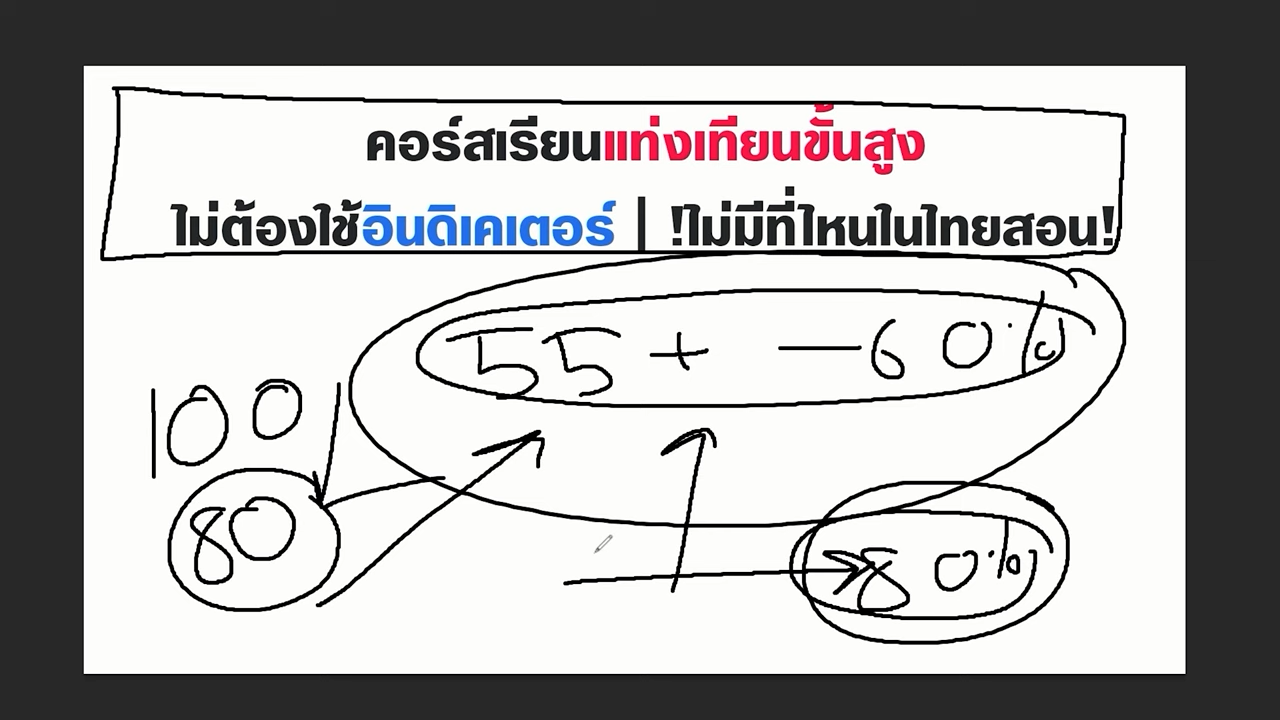 คอร์สเรียนแท่งเทียนขั้นสูง
ไม่ต้องใช้อินดิเคเตอร์ | !ไม่มีที่ไหนในไทยสอน!
55 + — 60%
100
80
80%